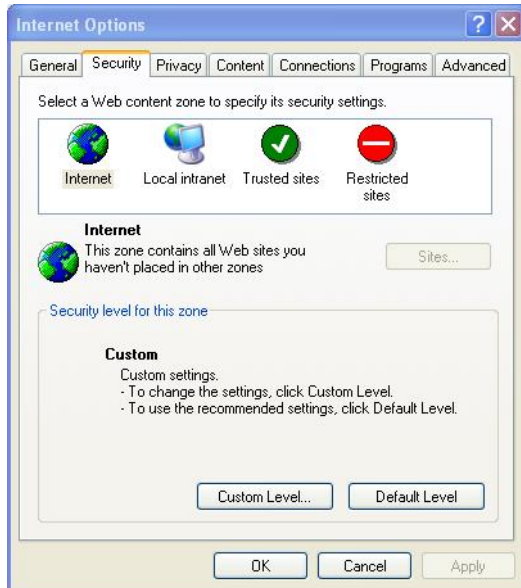 Internet Options
General Security Privacy Content Connections Programs Advanced
Select a Web content zone to specify its security settings.
Internet Local intranet Trusted sites Restricted
sites
Internet
This zone contains all Web sites you
haven't placed in other zones
Sites...
Security level for this zone
Custom
Custom settings.
- To change the settings, click Custom Level.
- To use the recommended settings, click Default Level.
Custom Level... Default Level
OK Cancel Apply